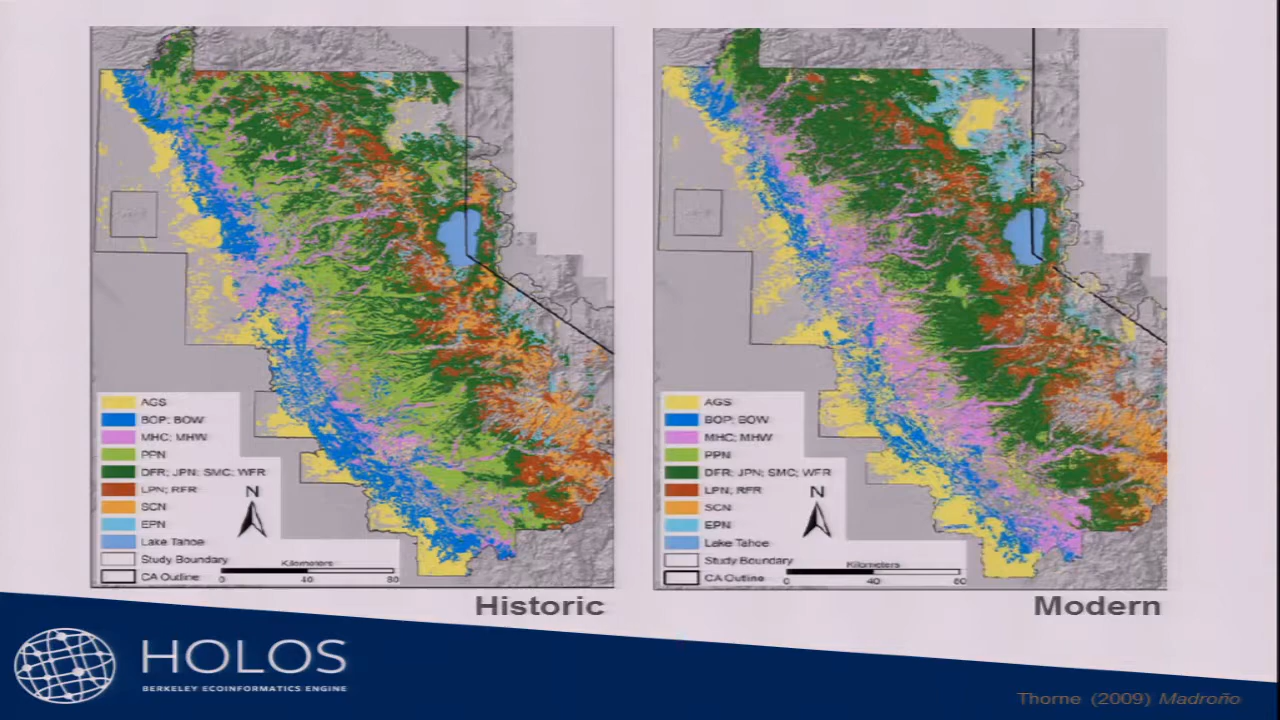 AGS
BOP; BOW
MHC; MHW
PPN
DFR; JPN; SMC; WFR
LPN; RFR
SCN
EPN
Lake Tahoe
Study Boundary
CA Outline
N
Kilometers
0 40 80
Historic
AGS
BOP; BOW
MHC; MHW
PPN
DFR; JPN; SMC; WFR
LPN; RFR
SCN
EPN
Lake Tahoe
Study Boundary
CA Outline
N
Kilometers
0 40 80
Modern
HOLOS
BERKELEY ECOINFORMATICS ENGINE
Thorne (2009) Madroño